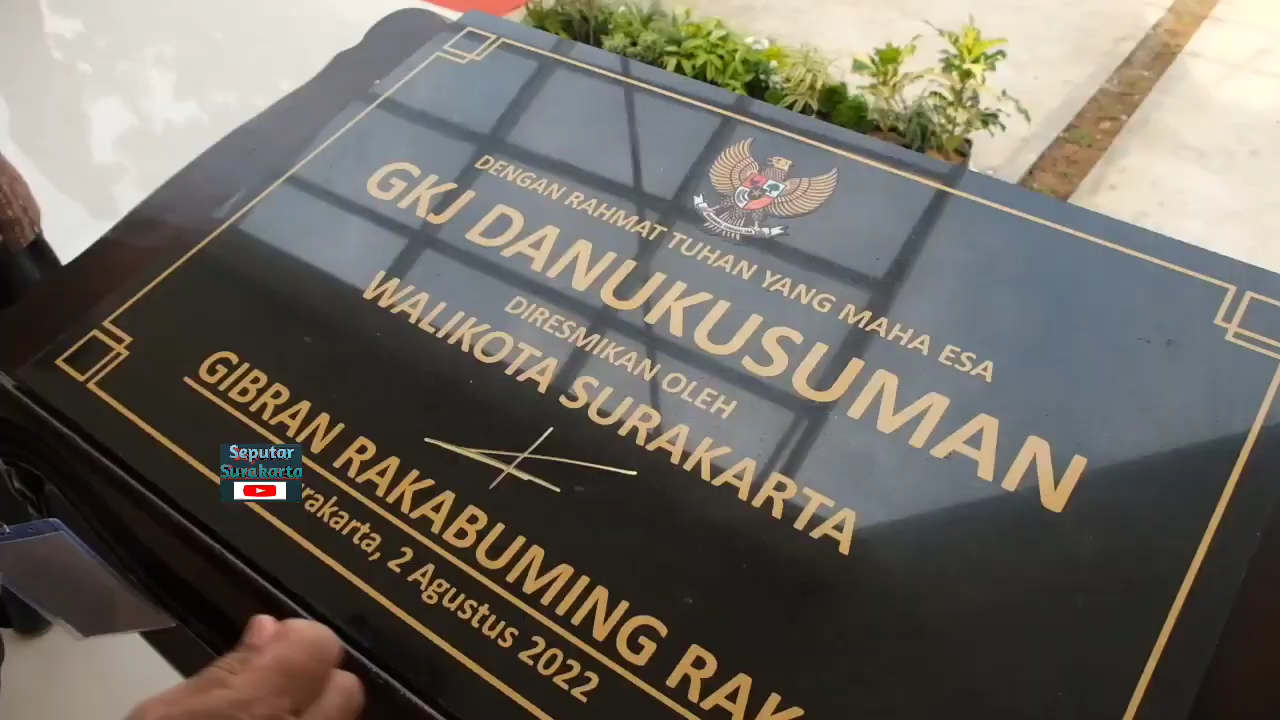 DENGAN RAHMAT TUHAN YANG MAHA ESA
GKJ DANUKUSUMAN
DIRESMIKAN OLEH
WALIKOTA SURAKARTA
GIBRAN RAKABUMING RAK
rakarta, 2 Agustus 2022
Seputar
Surakarta